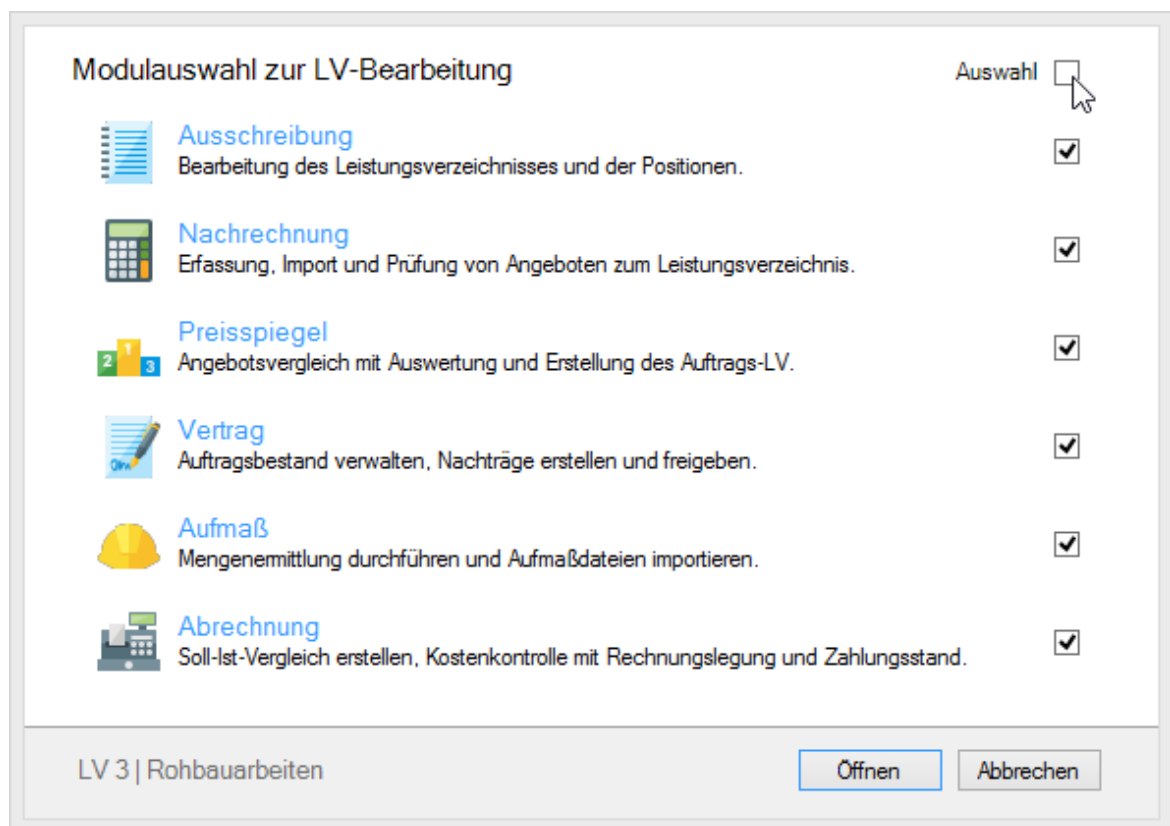 Modulauswahl zur LV-Bearbeitung
Auswahl
Ausschreibung
Bearbeitung des Leistungsverzeichnisses und der Positionen.
Nachrechnung
Erfassung, Import und Prüfung von Angeboten zum Leistungsverzeichnis.
2 1 3
Preisspiegel
Angebotsvergleich mit Auswertung und Erstellung des Auftrags-LV.
Vertrag
Auftragsbestand verwalten, Nachträge erstellen und freigeben.
Aufmaß
Mengenermittlung durchführen und Aufmaßdateien importieren.
Abrechnung
Soll-Ist-Vergleich erstellen, Kostenkontrolle mit Rechnungslegung und Zahlungsstand.
LV 3 | Rohbauarbeiten
Öffnen
Abbrechen